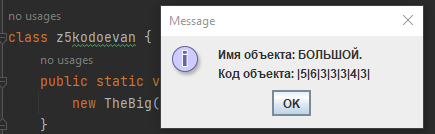 no usages
class z5kodoevan {
no usages
public static v
new TheBig(
}
Message
Имя объекта: БОЛЬШОЙ.
Код объекта: |5|6|3|3|3|4|3|
OK